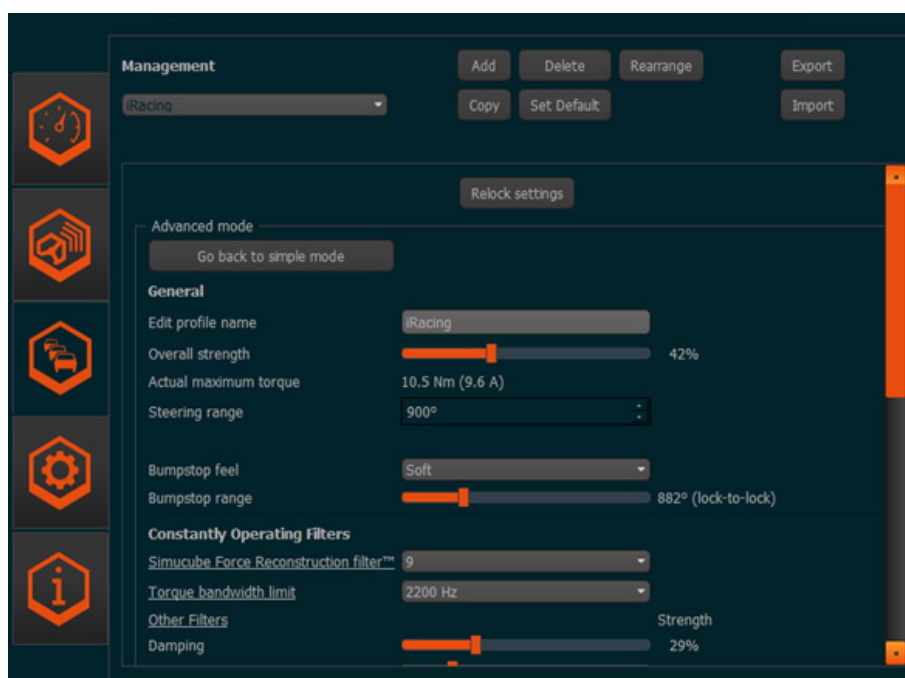 Management Add Delete Rearrange Export
iRacing Copy Set Default Import
Relock settings
Advanced mode
Go back to simple mode
General
Edit profile name iRacing
Overall strength 42%
Actual maximum torque 10.5 Nm (9.6 A)
Steering range 900º
Bumpstop feel Soft
Bumpstop range 882º (lock-to-lock)
Constantly Operating Filters
Simucube Force Reconstruction filter™ 9
Torque bandwidth limit 2200 Hz
Other Filters Strength
Damping 29%